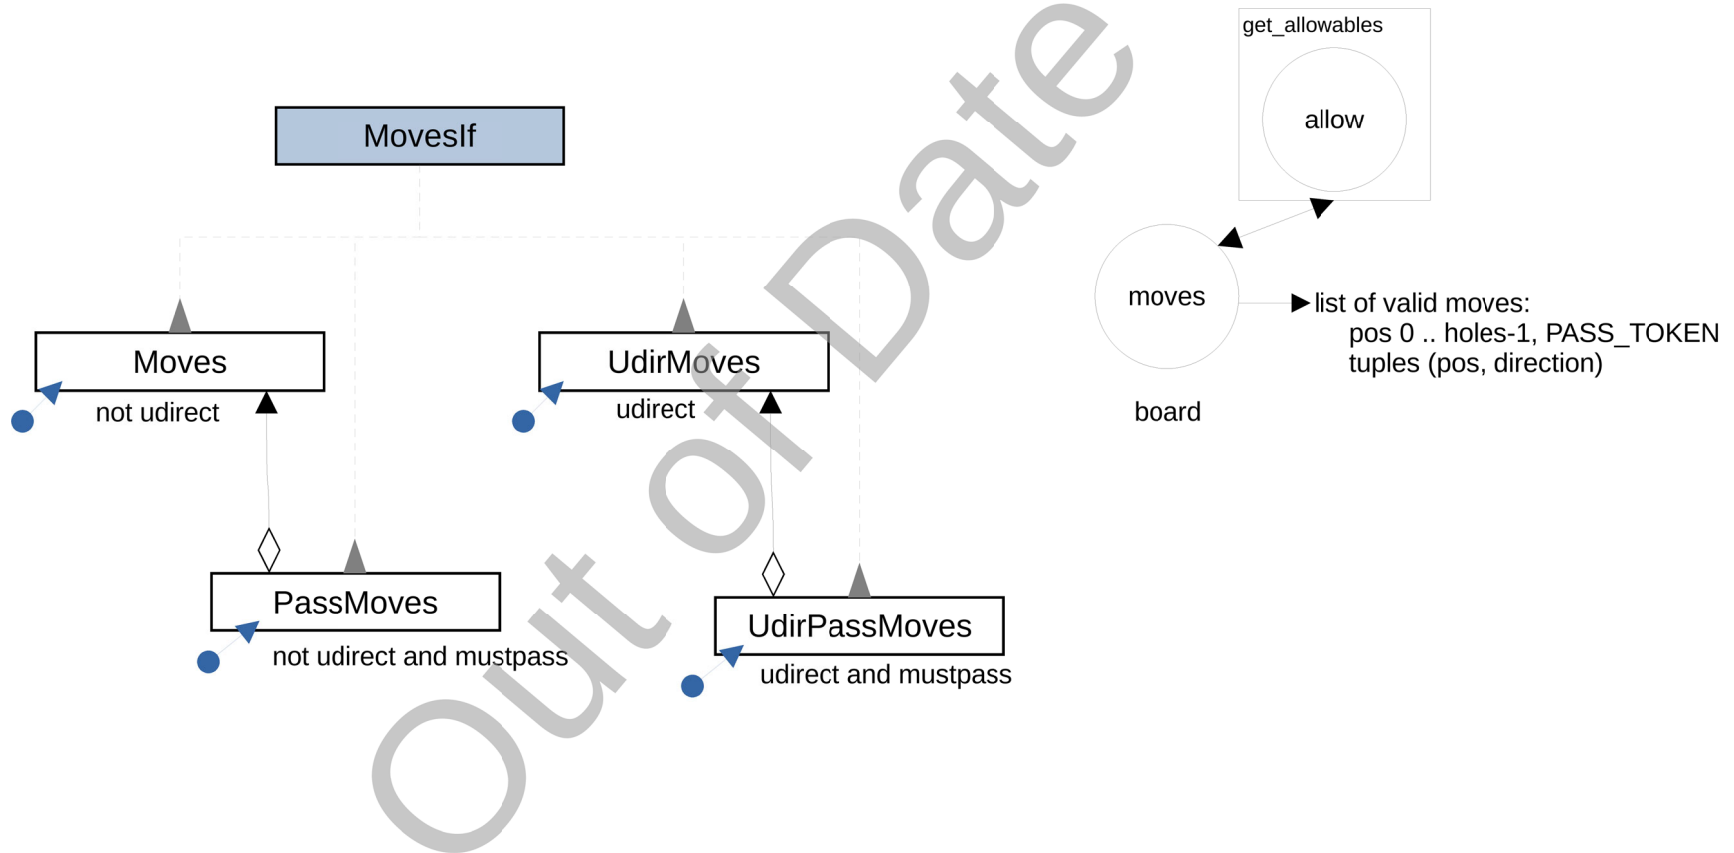 get_allowables
allow
MovesIf
moves
list of valid moves:
pos 0 .. holes-1, PASS_TOKEN
tuples (pos, direction)
board
Moves
not udirect
UdirMoves
udirect
PassMoves
not udirect and mustpass
UdirPassMoves
udirect and mustpass
Out of Date